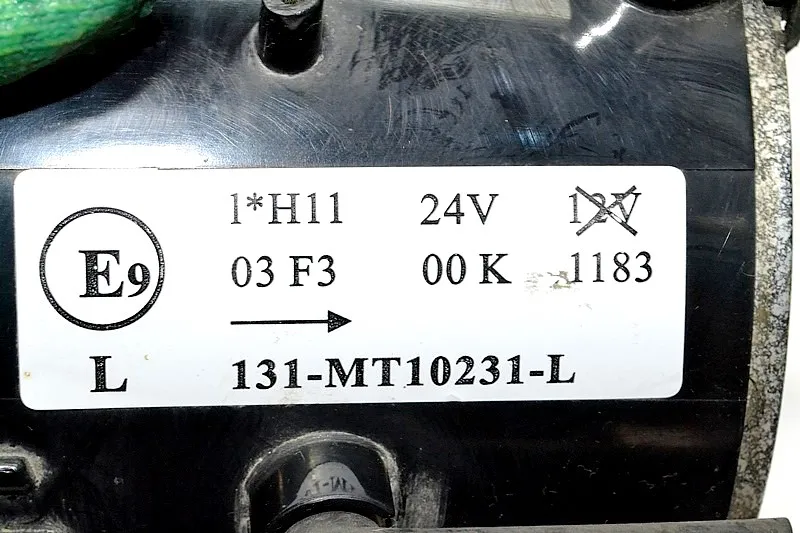 1*H11 24V 12V
E9 03 F3 00 K 1183
L 131-MT10231-L